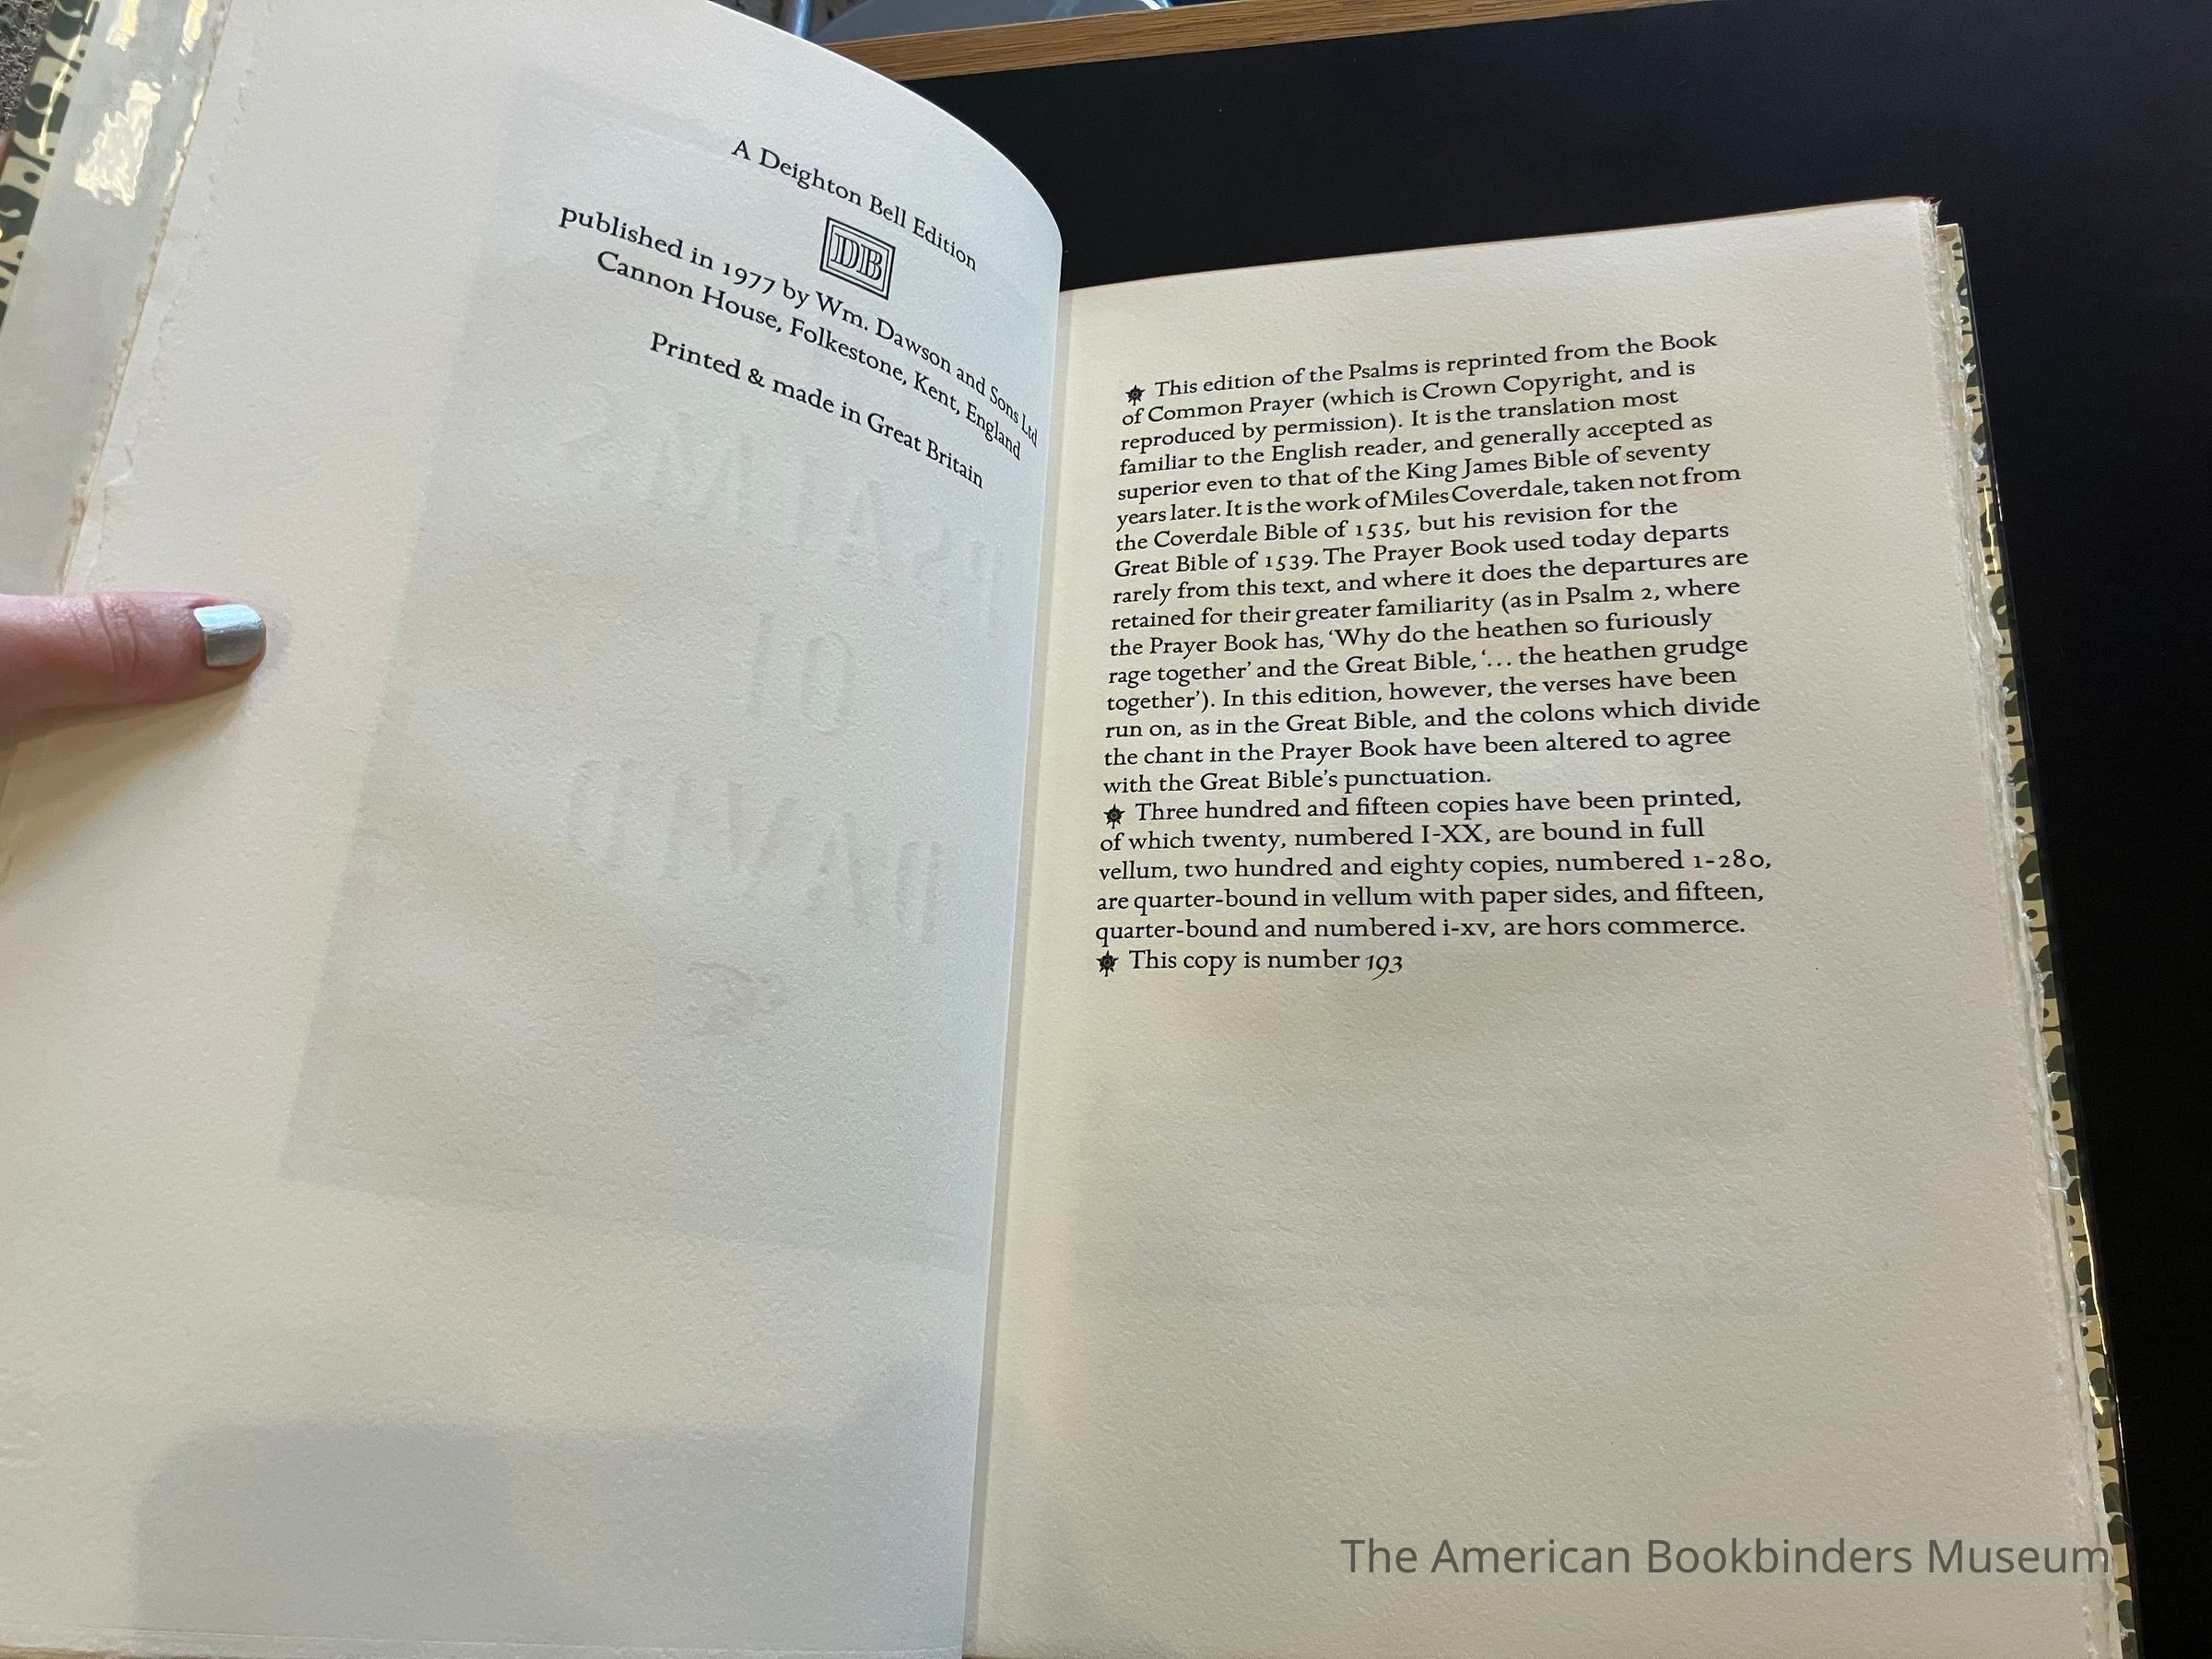 A Deighton Bell Edition
DB
published in 1977 by Wm. Dawson and Sons Ltd
Cannon House, Folkestone, Kent, England
Printed & made in Great Britain
This edition of the Psalms is reprinted from the Book
of Common Prayer (which is Crown Copyright, and is
reproduced by permission). It is the translation most
familiar to the English reader, and generally accepted as
superior even to that of the King James Bible of seventy
years later. It is the work of Miles Coverdale, taken not from
the Coverdale Bible of 1535, but his revision for the
Great Bible of 1539. The Prayer Book used today departs
rarely from this text, and where it does the departures are
retained for their greater familiarity (as in Psalm 2, where
the Prayer Book has, ‘Why do the heathen so furiously
rage together’ and the Great Bible, ‘… the heathen grudge
together’). In this edition, however, the verses have been
run on, as in the Great Bible, and the colons which divide
the chant in the Prayer Book have been altered to agree
with the Great Bible’s punctuation.
Three hundred and fifteen copies have been printed,
of which twenty, numbered I-XX, are bound in full
vellum, two hundred and eighty copies, numbered 1-280,
are quarter-bound in vellum with paper sides, and fifteen,
quarter-bound and numbered i-xv, are hors commerce.
This copy is number 193
The American Bookbinders Museum